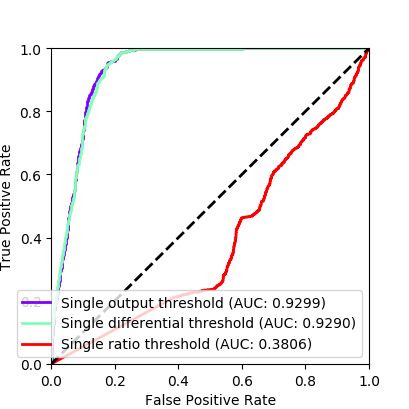 1.0
0.8
0.6
0.4
0.2
0.0
True Positive Rate
Single output threshold (AUC: 0.9299)
Single differential threshold (AUC: 0.9290)
Single ratio threshold (AUC: 0.3806)
0.0 0.2 0.4 0.6 0.8 1.0
False Positive Rate